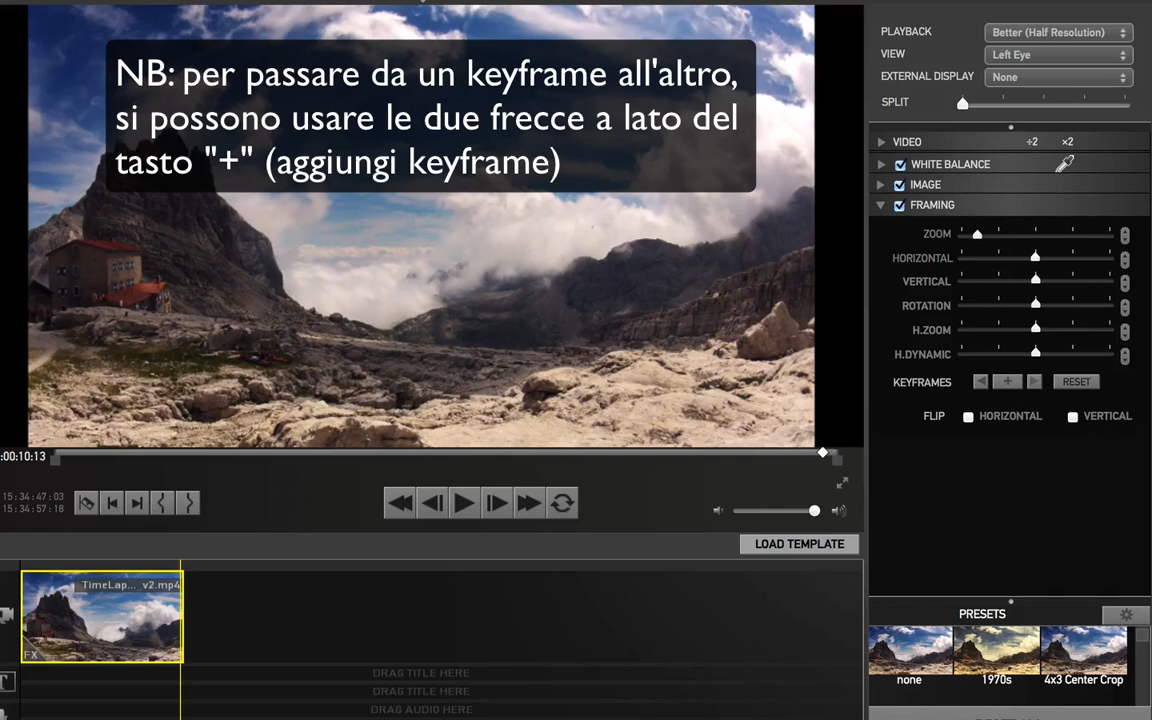 NB: per passare da un keyframe all'altro,
si possono usare le due frecce a lato del
tasto "+" (aggiungi keyframe)
PLAYBACK Better (Half Resolution)
VIEW Left Eye
EXTERNAL DISPLAY None
SPLIT
VIDEO ÷2 ×2
WHITE BALANCE
IMAGE
FRAMING
ZOOM
HORIZONTAL
VERTICAL
ROTATION
H.ZOOM
H.DYNAMIC
KEYFRAMES + RESET
FLIP HORIZONTAL VERTICAL
:00:10:13
15:34:47:03
15:34:57:18
LOAD TEMPLATE
TimeLap... v2.mp4
FX
DRAG TITLE HERE
DRAG TITLE HERE
DRAG AUDIO HERE
PRESETS
none 1970s 4x3 Center Crop